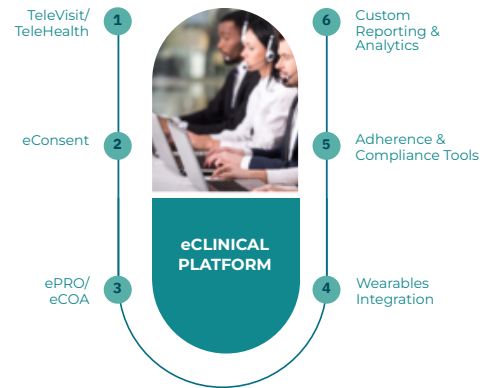 TeleVisit/
TeleHealth
1
eConsent
2
ePRO/
eCOA
3
eCLINICAL
PLATFORM
6
Custom
Reporting &
Analytics
5
Adherence &
Compliance Tools
4
Wearables
Integration